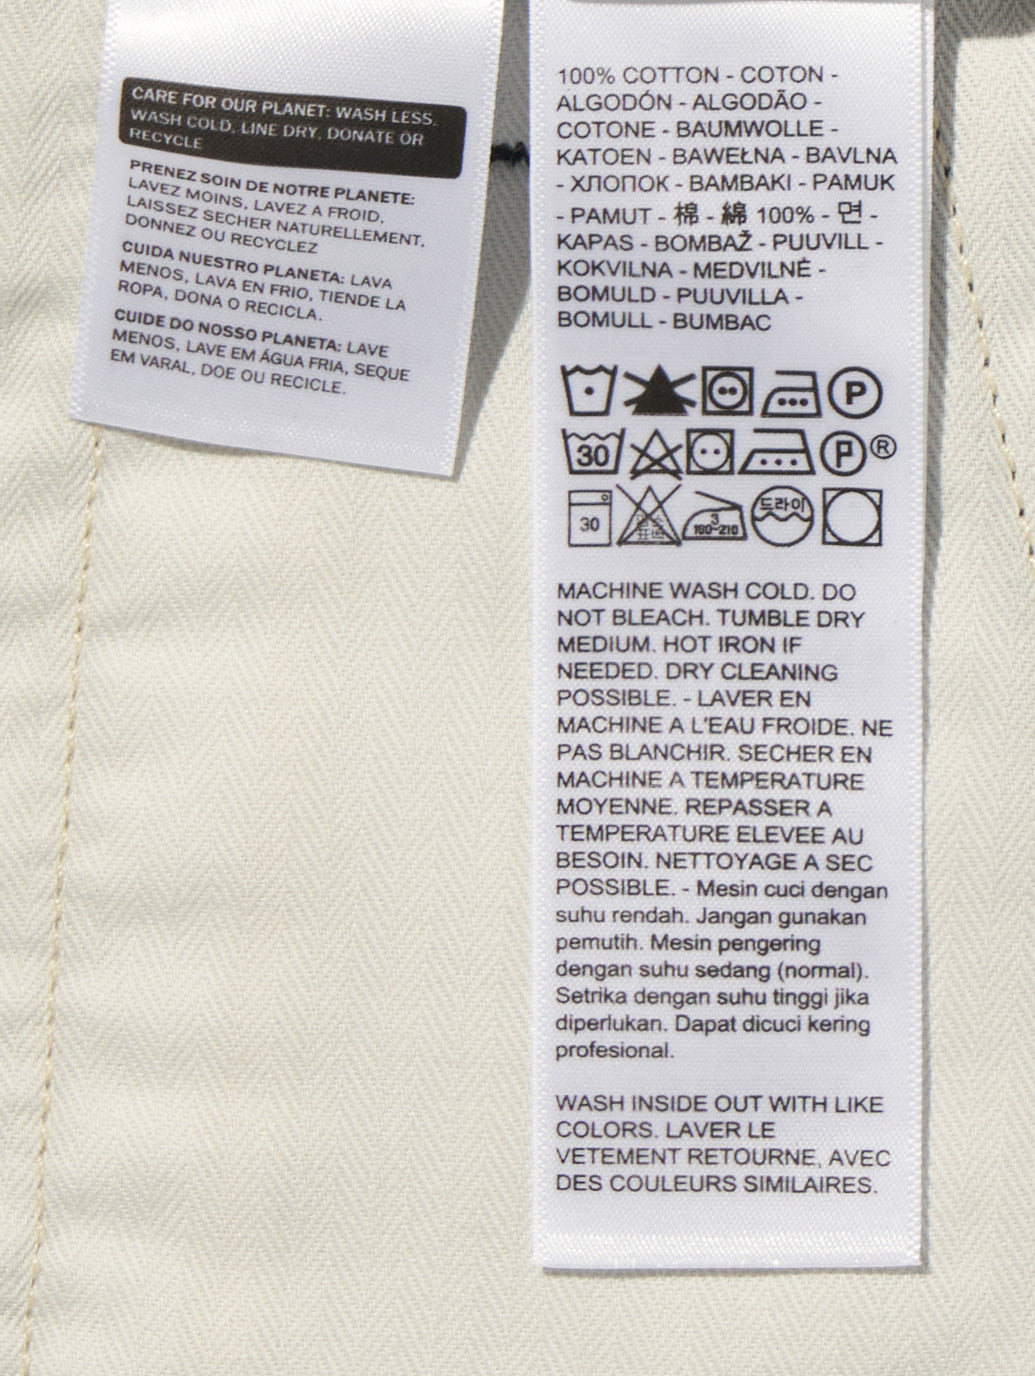 CARE FOR OUR PLANET: WASH LESS.
WASH COLD. LINE DRY. DONATE OR
RECYCLE
PRENEZ SOIN DE NOTRE PLANETE:
LAVEZ MOINS, LAVEZ A FROID,
LAISSEZ SECHER NATURELLEMENT,
DONNEZ OU RECYCLEZ
CUIDA NUESTRO PLANETA: LAVA
MENOS, LAVA EN FRIO, TIENDE LA
ROPA, DONA O RECICLA.
CUIDE DO NOSSO PLANETA: LAVE
MENOS, LAVE EM ÁGUA FRIA, SEQUE
EM VARAL, DOE OU RECICLE.
100% COTTON - COTON -
ALGODÓN - ALGODÃO -
COTONE - BAUMWOLLE -
KATOEN - BAWEŁNA - BAVLNA
- ХЛОПОК - BAMBAKI - PAMUK
- PAMUT - 棉 - 綿 100% - 면 -
KAPAS - BOMBAŽ - PUUVILL -
KOKVILNA - MEDVILNĖ -
BOMULD - PUUVILLA -
BOMULL - BUMBAC
P
30 P ®
30 3 180~210 드라이
MACHINE WASH COLD. DO
NOT BLEACH. TUMBLE DRY
MEDIUM. HOT IRON IF
NEEDED. DRY CLEANING
POSSIBLE. - LAVER EN
MACHINE A L'EAU FROIDE. NE
PAS BLANCHIR. SECHER EN
MACHINE A TEMPERATURE
MOYENNE. REPASSER A
TEMPERATURE ELEVEE AU
BESOIN. NETTOYAGE A SEC
POSSIBLE. - Mesin cuci dengan
suhu rendah. Jangan gunakan
pemutih. Mesin pengering
dengan suhu sedang (normal).
Setrika dengan suhu tinggi jika
diperlukan. Dapat dicuci kering
profesional.
WASH INSIDE OUT WITH LIKE
COLORS. LAVER LE
VETEMENT RETOURNE, AVEC
DES COULEURS SIMILAIRES.